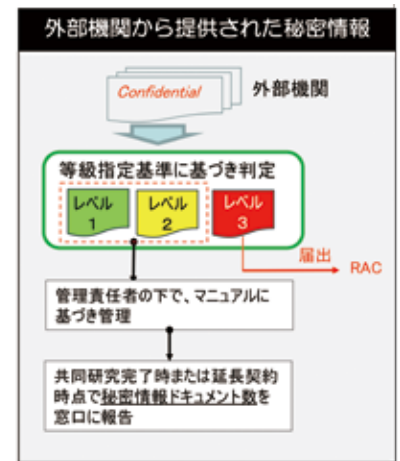 外部機関から提供された秘密情報
Confidential
外部機関
等級指定基準に基づき判定
レベル
1
レベル
2
レベル
3
届出
RAC
管理責任者の下で、マニュアルに
基づき管理
共同研究完了時または延長契約
時点で秘密情報ドキュメント数を
窓口に報告